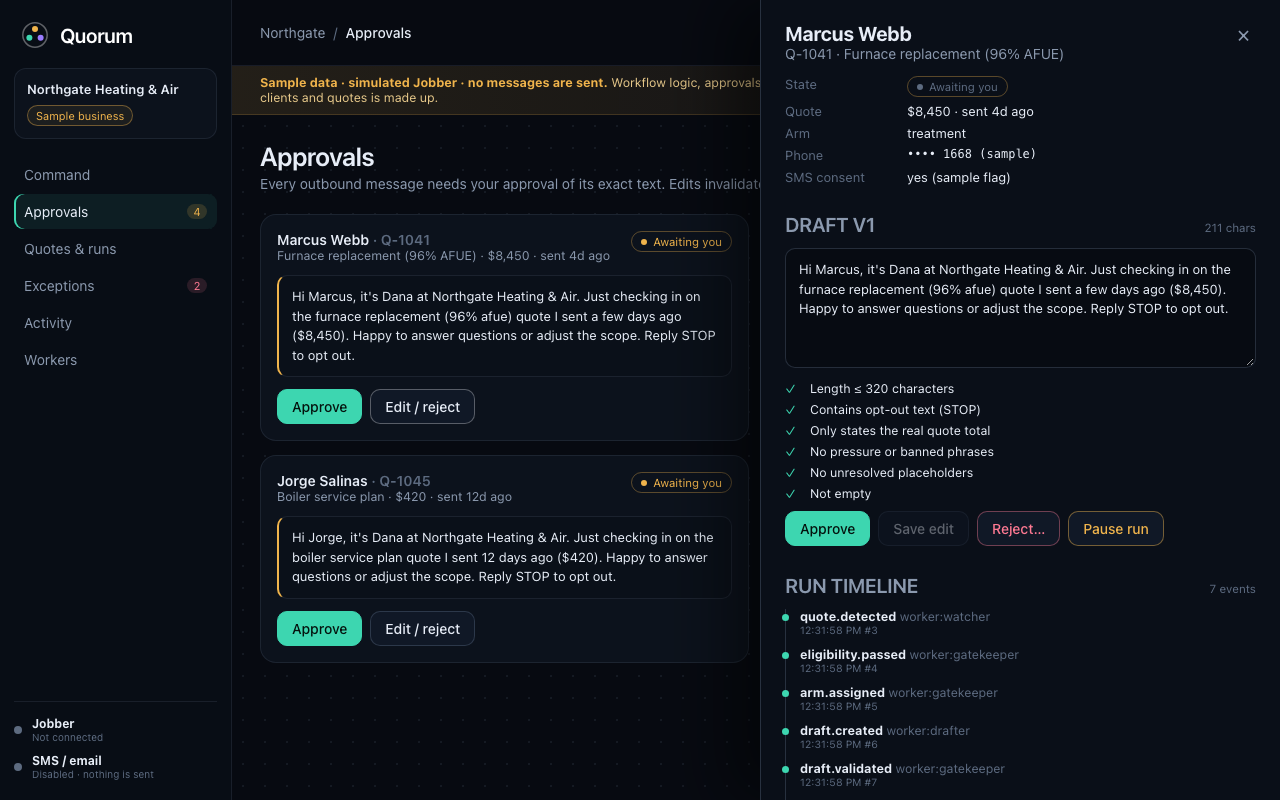 Quorum
Northgate Heating & Air
Sample business
Command
Approvals 4
Quotes & runs
Exceptions 2
Activity
Workers
Jobber
Not connected
SMS / email
Disabled · nothing is sent
Northgate / Approvals
Sample data · simulated Jobber · no messages are sent. Workflow logic, approvals
clients and quotes is made up.
Approvals
Every outbound message needs your approval of its exact text. Edits invalidate
Marcus Webb · Q-1041
Awaiting you
Furnace replacement (96% AFUE) · $8,450 · sent 4d ago
Hi Marcus, it's Dana at Northgate Heating & Air. Just checking in on
the furnace replacement (96% afue) quote I sent a few days ago
($8,450). Happy to answer questions or adjust the scope. Reply STOP
to opt out.
Approve Edit / reject
Jorge Salinas · Q-1045
Awaiting you
Boiler service plan · $420 · sent 12d ago
Hi Jorge, it's Dana at Northgate Heating & Air. Just checking in on the
boiler service plan quote I sent 12 days ago ($420). Happy to answer
questions or adjust the scope. Reply STOP to opt out.
Approve Edit / reject
Marcus Webb
Q-1041 · Furnace replacement (96% AFUE)
State Awaiting you
Quote $8,450 · sent 4d ago
Arm treatment
Phone •••• 1668 (sample)
SMS consent yes (sample flag)
DRAFT V1 211 chars
Hi Marcus, it's Dana at Northgate Heating & Air. Just checking in on the
furnace replacement (96% afue) quote I sent a few days ago ($8,450).
Happy to answer questions or adjust the scope. Reply STOP to opt out.
✓ Length ≤ 320 characters
✓ Contains opt-out text (STOP)
✓ Only states the real quote total
✓ No pressure or banned phrases
✓ No unresolved placeholders
✓ Not empty
Approve Save edit Reject... Pause run
RUN TIMELINE 7 events
quote.detected worker:watcher
12:31:58 PM #3
eligibility.passed worker:gatekeeper
12:31:58 PM #4
arm.assigned worker:gatekeeper
12:31:58 PM #5
draft.created worker:drafter
12:31:58 PM #6
draft.validated worker:gatekeeper
12:31:58 PM #7